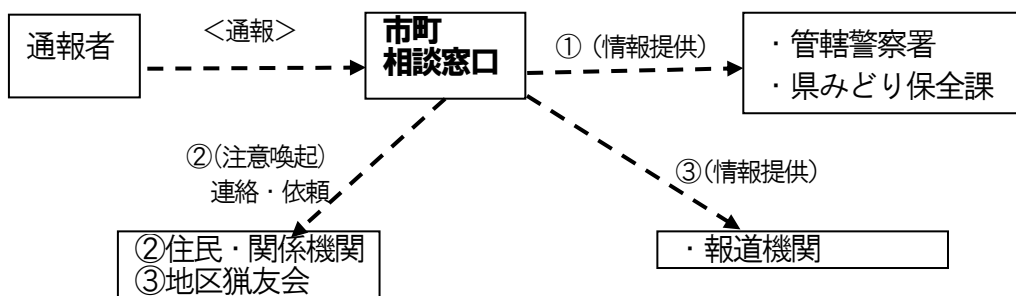 通報者
＜通報＞
市町
相談窓口
① (情報提供)
・管轄警察署
・県みどり保全課
②(注意喚起)
連絡・依頼
③(情報提供)
②住民・関係機関
③地区猟友会
・報道機関